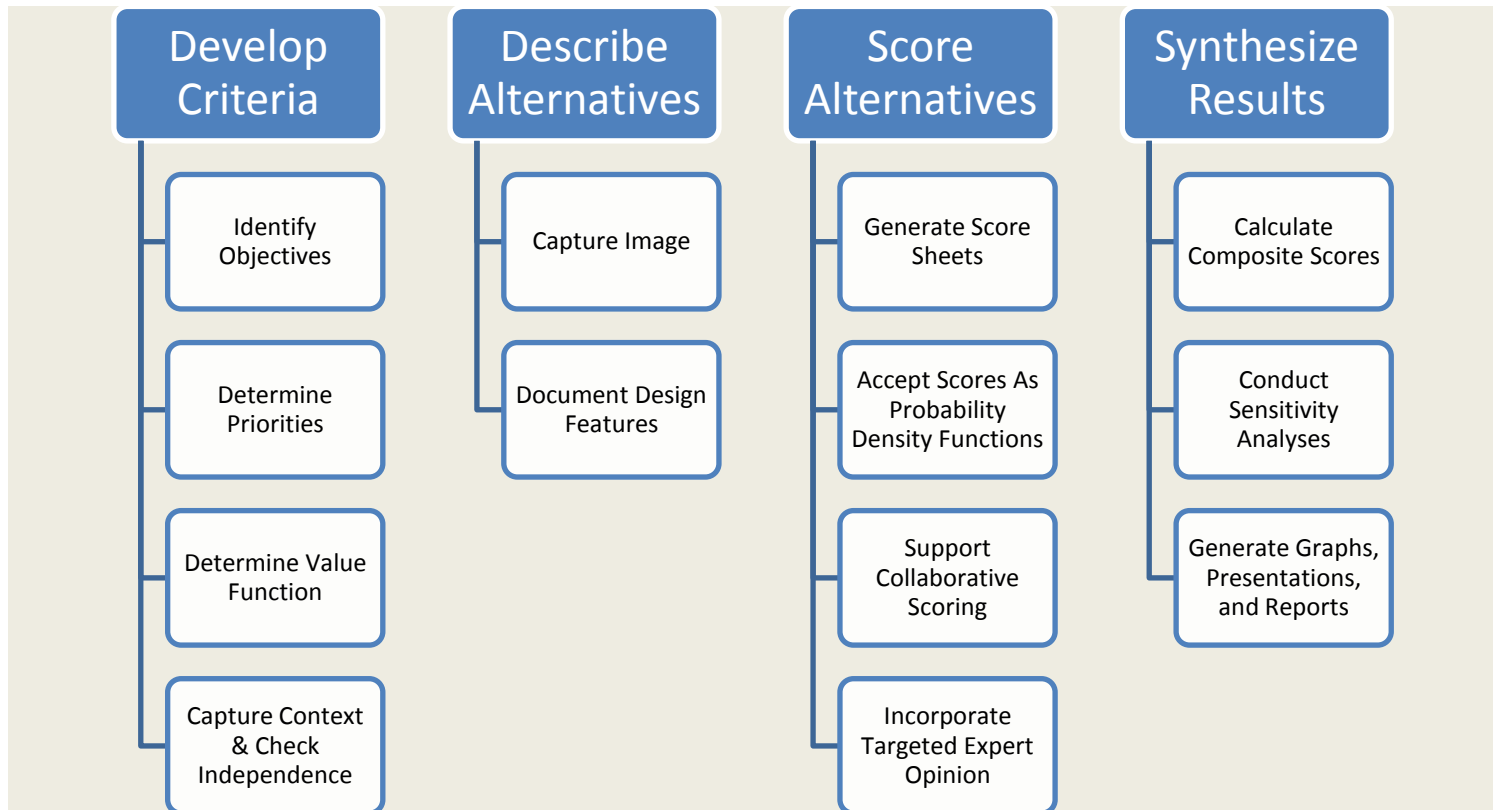 Develop
Criteria
Identify
Objectives
Determine
Priorities
Determine Value
Function
Capture Context
& Check
Independence
Describe
Alternatives
Capture Image
Document Design
Features
Score
Alternatives
Generate Score
Sheets
Accept Scores As
Probability
Density Functions
Support
Collaborative
Scoring
Incorporate
Targeted Expert
Opinion
Synthesize
Results
Calculate
Composite Scores
Conduct
Sensitivity
Analyses
Generate Graphs,
Presentations,
and Reports